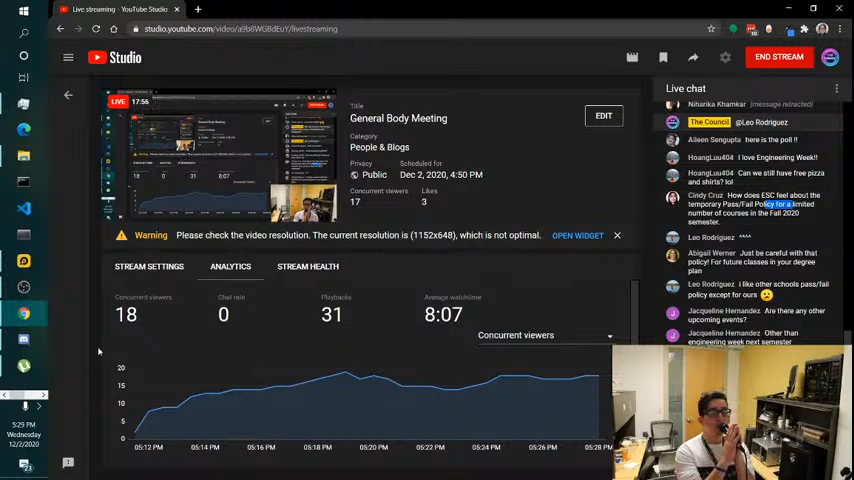 Live streaming - YouTube Studio
studio.youtube.com/video/a9b6WG8dEuY/livestreaming
Studio
END STREAM
LIVE 17:56
Title
General Body Meeting
EDIT
Category
People & Blogs
Privacy
Scheduled for
Public
Dec 2, 2020, 4:50 PM
Concurrent viewers
Likes
17
3
Warning Please check the video resolution. The current resolution is (1152x648), which is not optimal.
OPEN WIDGET
STREAM SETTINGS
ANALYTICS
STREAM HEALTH
Concurrent viewers
Chat rate
Playbacks
Average watchtime
18
0
31
8:07
Concurrent viewers
20
15
10
5
0
05:12 PM
05:14 PM
05:16 PM
05:18 PM
05:20 PM
05:22 PM
05:24 PM
05:26 PM
05:28 PM
Live chat
Niharika Khamkar [message retracted]
The Council @Leo Rodriguez
Aileen Sengupta here is the poll !!
HoangLuu404 I love Engineering Week!!
HoangLuu404 Can we still have free pizza
and shirts? lol
Cindy Cruz How does ESC feel about the
temporary Pass/Fail Policy for a limited
number of courses in the Fall 2020
semester.
Leo Rodriguez ^^^^
Abigail Werner Just be careful with that
policy! For future classes in your degree
plan
Leo Rodriguez i like other schools pass/fail
policy except for ours
Jacqueline Hernandez Are there any other
upcoming events?
Jacqueline Hernandez Other than
engineering week next semester
5:29 PM
Wednesday
12/2/2020
23